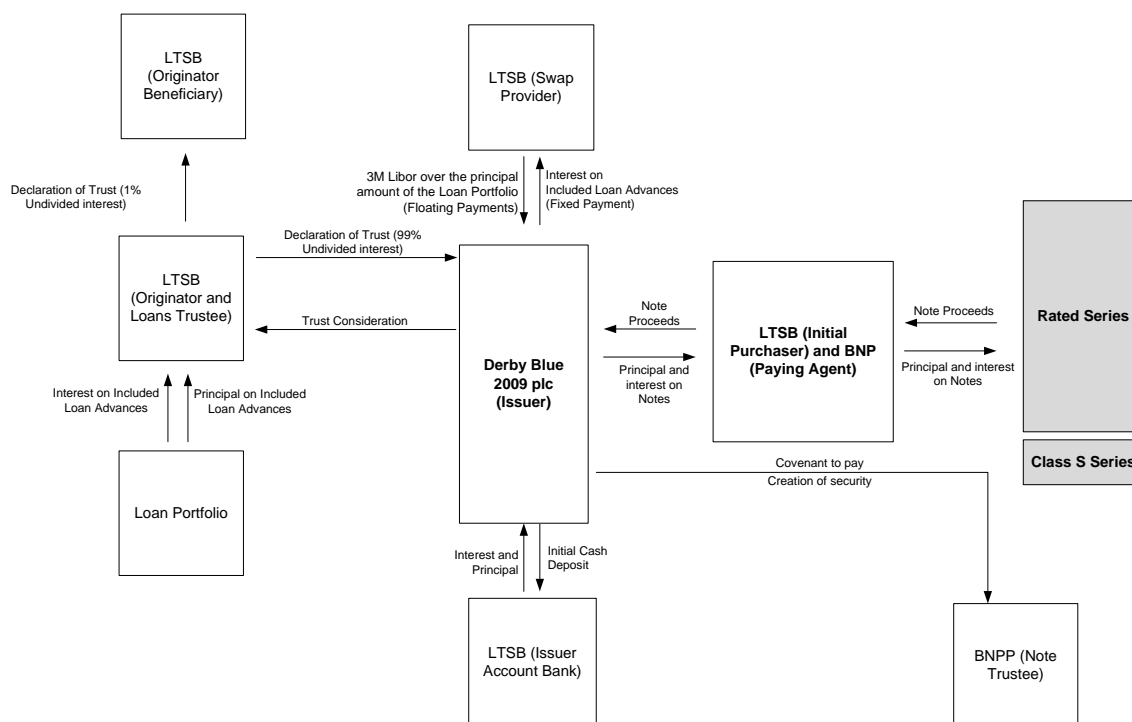 LTSB
(Originator
Beneficiary)
LTSB (Swap
Provider)
Declaration of Trust (1%
Undivided interest)
3M Libor over the principal
amount of the Loan Portfolio
(Floating Payments)
Interest on
Included Loan Advances
(Fixed Payment)
LTSB
(Originator and
Loans Trustee)
Declaration of Trust (99%
Undivided interest)
Trust Consideration
Derby Blue
2009 plc
(Issuer)
Note
Proceeds
Principal and
interest on
Notes
LTSB (Initial
Purchaser) and BNP
(Paying Agent)
Note Proceeds
Principal and interest
on Notes
Rated Series
Class S Series
Interest on Included
Loan Advances
Principal on Included
Loan Advances
Loan Portfolio
Covenant to pay
Creation of security
Interest and
Principal
Initial Cash
Deposit
LTSB (Issuer
Account Bank)
BNPP (Note
Trustee)